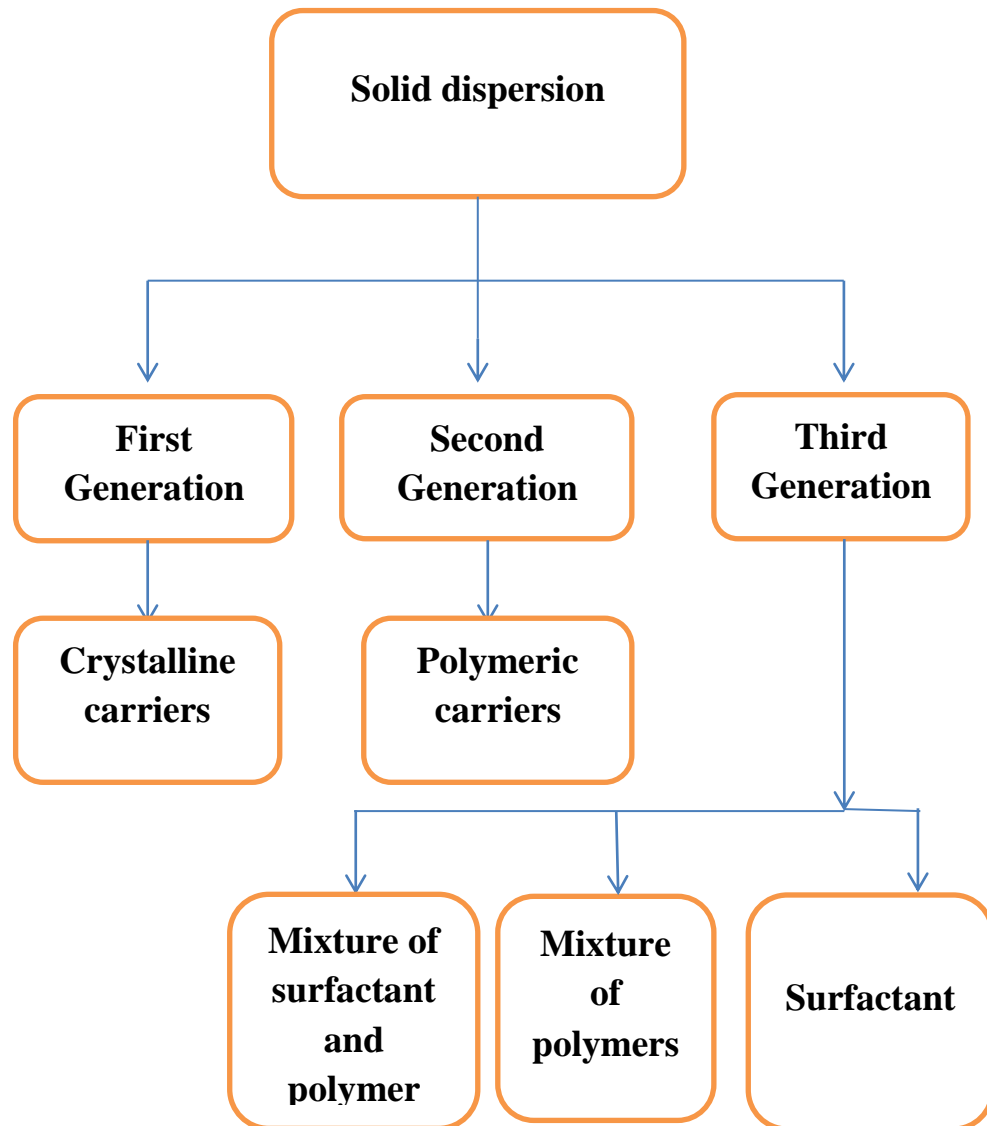 Solid dispersion
First
Generation
Second
Generation
Third
Generation
Crystalline
carriers
Polymeric
carriers
Mixture of
surfactant
and
polymer
Mixture
of
polymers
Surfactant